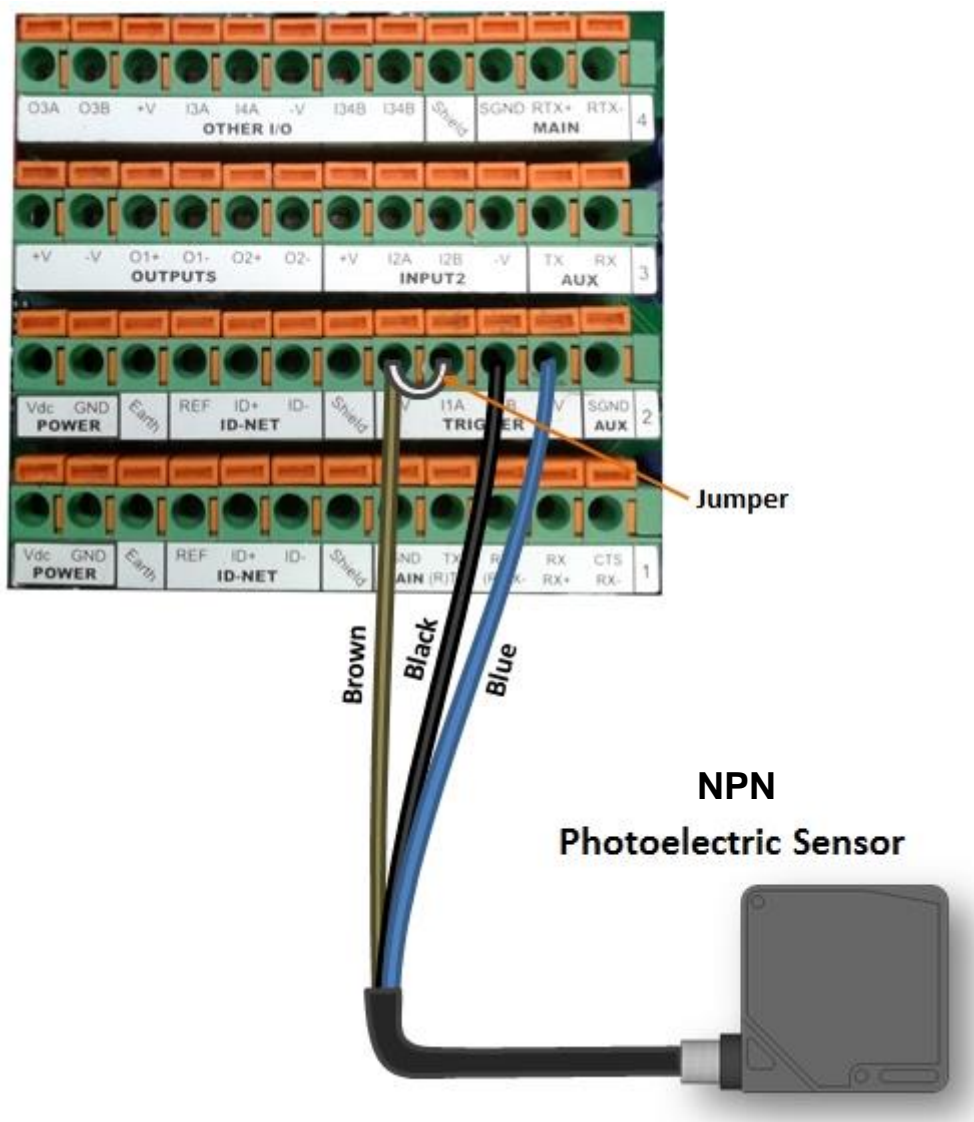 O3A O3B +V I3A I4A -V I34B I34B Shield SGND RTX+ RTX-
OTHER I/O MAIN 4
+V -V O1+ O1- O2+ O2- +V I2A I2B -V TX RX
OUTPUTS INPUT2 AUX 3
Vdc GND Earth REF ID+ ID- Shield V I1A B V SGND
POWER ID-NET TRIGGER AUX 2
Jumper
Vdc GND Earth REF ID+ ID- Shield TX RX CTS
POWER ID-NET RX+ RX- 1
Brown
Black
Blue
NPN
Photoelectric Sensor